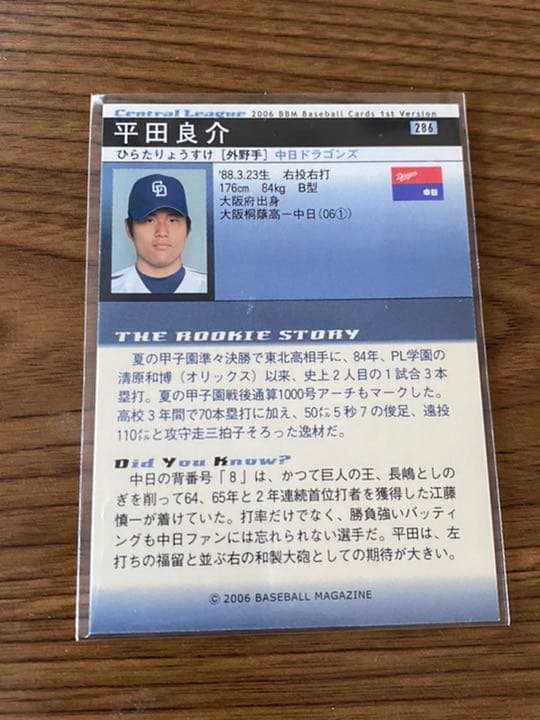 Central League 2006 BBM Baseball Cards 1st Version
平田良介 286
ひらたりょうすけ [外野手] 中日ドラゴンズ
'88.3.23生 右投右打
176cm 84kg B型
大阪府出身
大阪桐蔭高－中日(06①)
CD
Dragons
中日
THE ROOKIE STORY
夏の甲子園準々決勝で東北高相手に、84年、PL学園の
清原和博（オリックス）以来、史上2人目の1試合3本
塁打。夏の甲子園戦後通算1000号アーチもマークした。
高校3年間で70本塁打に加え、50㍍5秒7の俊足、遠投
110㍍と攻守走三拍子そろった逸材だ。
Did You Know?
中日の背番号「8」は、かつて巨人の王、長嶋としの
ぎを削って64、65年と2年連続首位打者を獲得した江藤
慎一が着けていた。打率だけでなく、勝負強いバッティ
ングも中日ファンには忘れられない選手だ。平田は、左
打ちの福留と並ぶ右の和製大砲としての期待が大きい。
© 2006 BASEBALL MAGAZINE